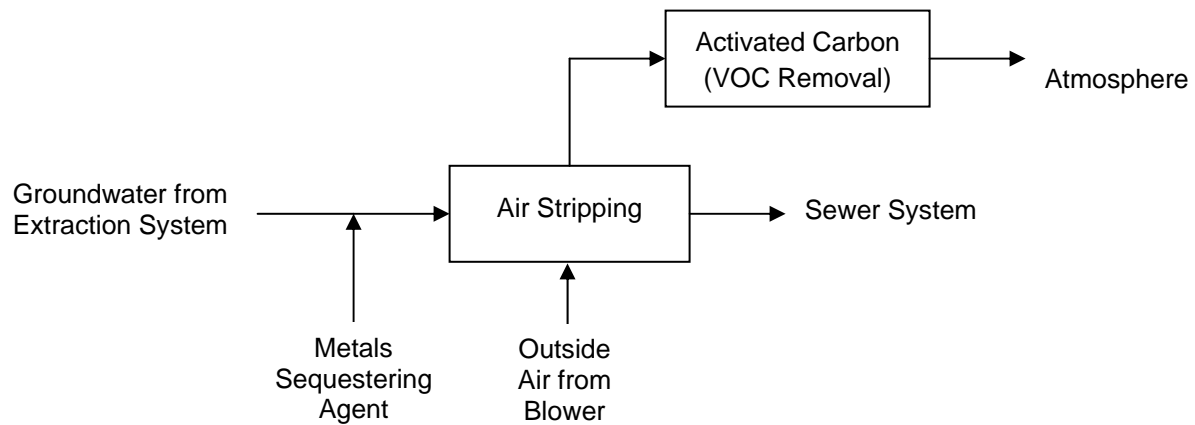 Activated Carbon
(VOC Removal)
Atmosphere
Groundwater from
Extraction System
Air Stripping
Sewer System
Metals
Sequestering
Agent
Outside
Air from
Blower